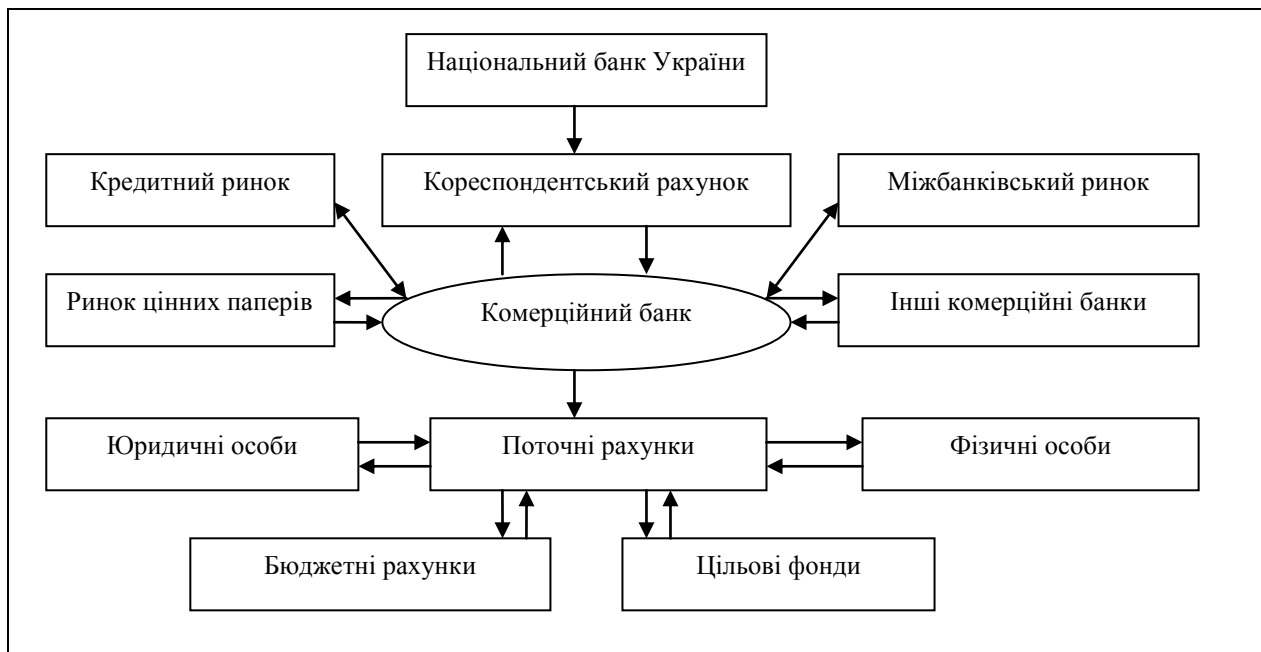 Національний банк України
Кредитний ринок
Кореспондентський рахунок
Міжбанківський ринок
Ринок цінних паперів
Комерційний банк
Інші комерційні банки
Юридичні особи
Поточні рахунки
Фізичні особи
Бюджетні рахунки
Цільові фонди